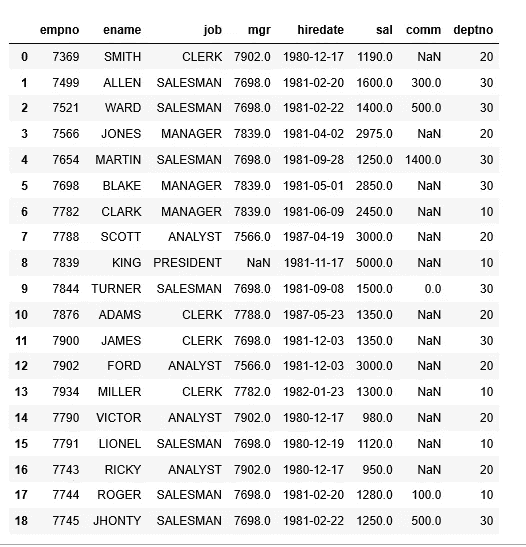 empno ename job mgr hiredate sal comm deptno
0 7369 SMITH CLERK 7902.0 1980-12-17 1190.0 NaN 20
1 7499 ALLEN SALESMAN 7698.0 1981-02-20 1600.0 300.0 30
2 7521 WARD SALESMAN 7698.0 1981-02-22 1400.0 500.0 30
3 7566 JONES MANAGER 7839.0 1981-04-02 2975.0 NaN 20
4 7654 MARTIN SALESMAN 7698.0 1981-09-28 1250.0 1400.0 30
5 7698 BLAKE MANAGER 7839.0 1981-05-01 2850.0 NaN 30
6 7782 CLARK MANAGER 7839.0 1981-06-09 2450.0 NaN 10
7 7788 SCOTT ANALYST 7566.0 1987-04-19 3000.0 NaN 20
8 7839 KING PRESIDENT NaN 1981-11-17 5000.0 NaN 10
9 7844 TURNER SALESMAN 7698.0 1981-09-08 1500.0 0.0 30
10 7876 ADAMS CLERK 7788.0 1987-05-23 1350.0 NaN 20
11 7900 JAMES CLERK 7698.0 1981-12-03 1350.0 NaN 30
12 7902 FORD ANALYST 7566.0 1981-12-03 3000.0 NaN 20
13 7934 MILLER CLERK 7782.0 1982-01-23 1300.0 NaN 10
14 7790 VICTOR ANALYST 7902.0 1980-12-17 980.0 NaN 20
15 7791 LIONEL SALESMAN 7698.0 1980-12-19 1120.0 NaN 10
16 7743 RICKY ANALYST 7902.0 1980-12-17 950.0 NaN 20
17 7744 ROGER SALESMAN 7698.0 1981-02-20 1280.0 100.0 10
18 7745 JHONTY SALESMAN 7698.0 1981-02-22 1250.0 500.0 30